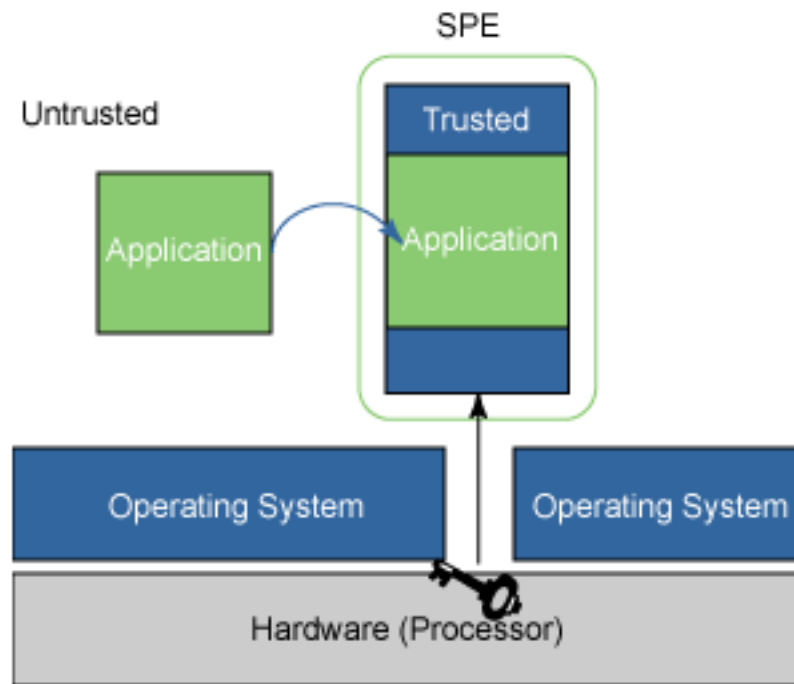 SPE
Untrusted
Trusted
Application
Application
Operating System
Operating System
Hardware (Processor)